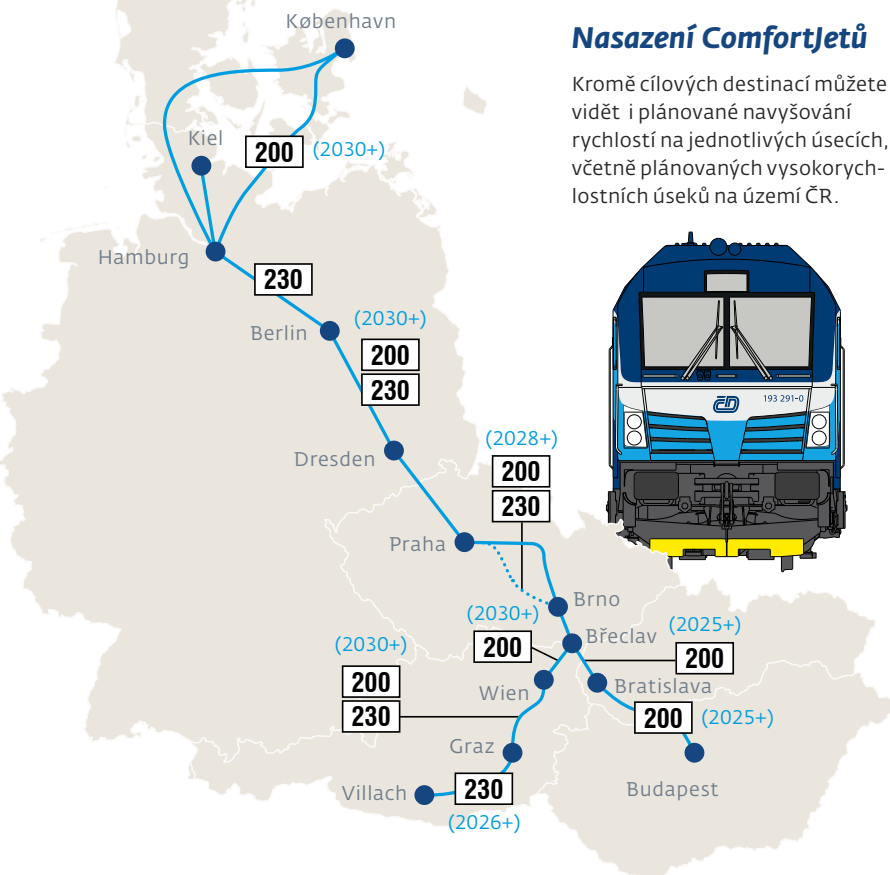 Nasazení ComfortJetů
Kromě cílových destinací můžete
vidět i plánované navyšování
rychlostí na jednotlivých úsecích,
včetně plánovaných vysokorych-
lostních úseků na území ČR.
København
Kiel
200 (2030+)
Hamburg
230
Berlin
(2030+)
200
230
Dresden
ČD
193 291-0
(2028+)
200
230
Praha
Brno
(2030+)
200
Břeclav
(2025+)
200
(2030+)
200
230
Wien
Bratislava
200 (2025+)
Graz
Budapest
Villach
230
(2026+)